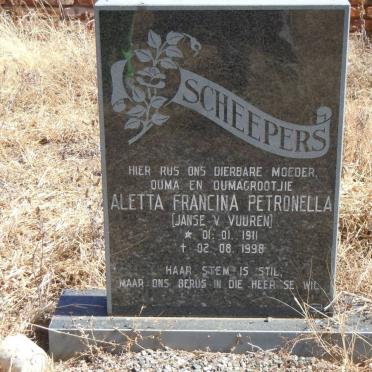 SCHEEPERS
HIER RUS ONS DIERBARE MOEDER,
OUMA EN OUMAGROOTJIE
ALETTA FRANCINA PETRONELLA
(JANSE V VUUREN)
* 01. 01. 1911
† 02. 08. 1998
HAAR STEM IS STIL,
MAAR ONS BERUS IN DIE HEER SE WIL